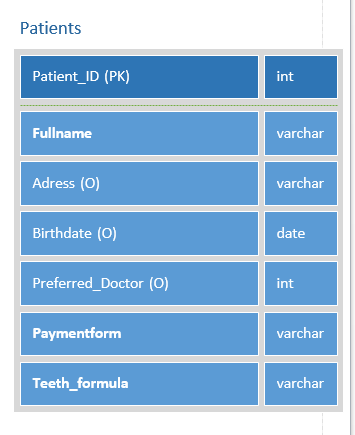 Patients
Patient_ID (PK) int
Fullname varchar
Adress (O) varchar
Birthdate (O) date
Preferred_Doctor (O) int
Paymentform varchar
Teeth_formula varchar